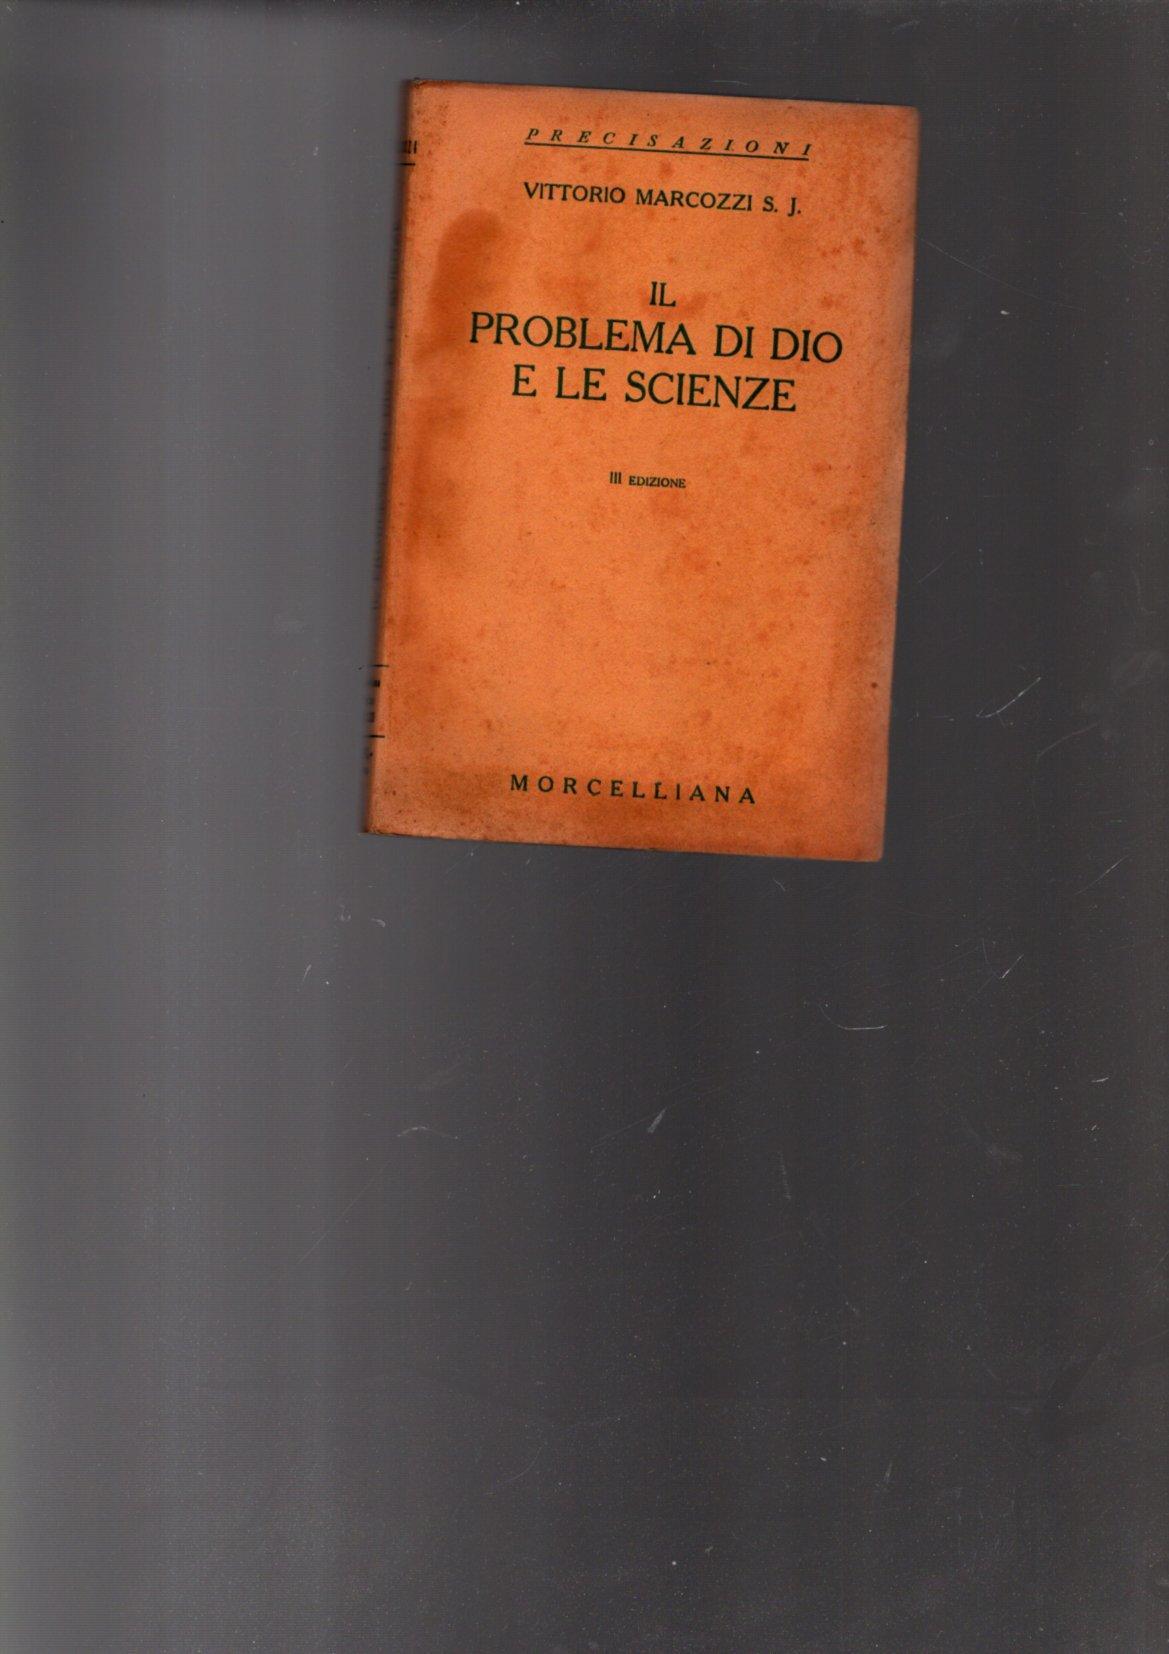 PRECISAZIONI
VITTORIO MARCOZZI S. J.
IL
PROBLEMA DI DIO
E LE SCIENZE
III EDIZIONE
MORCELLIANA